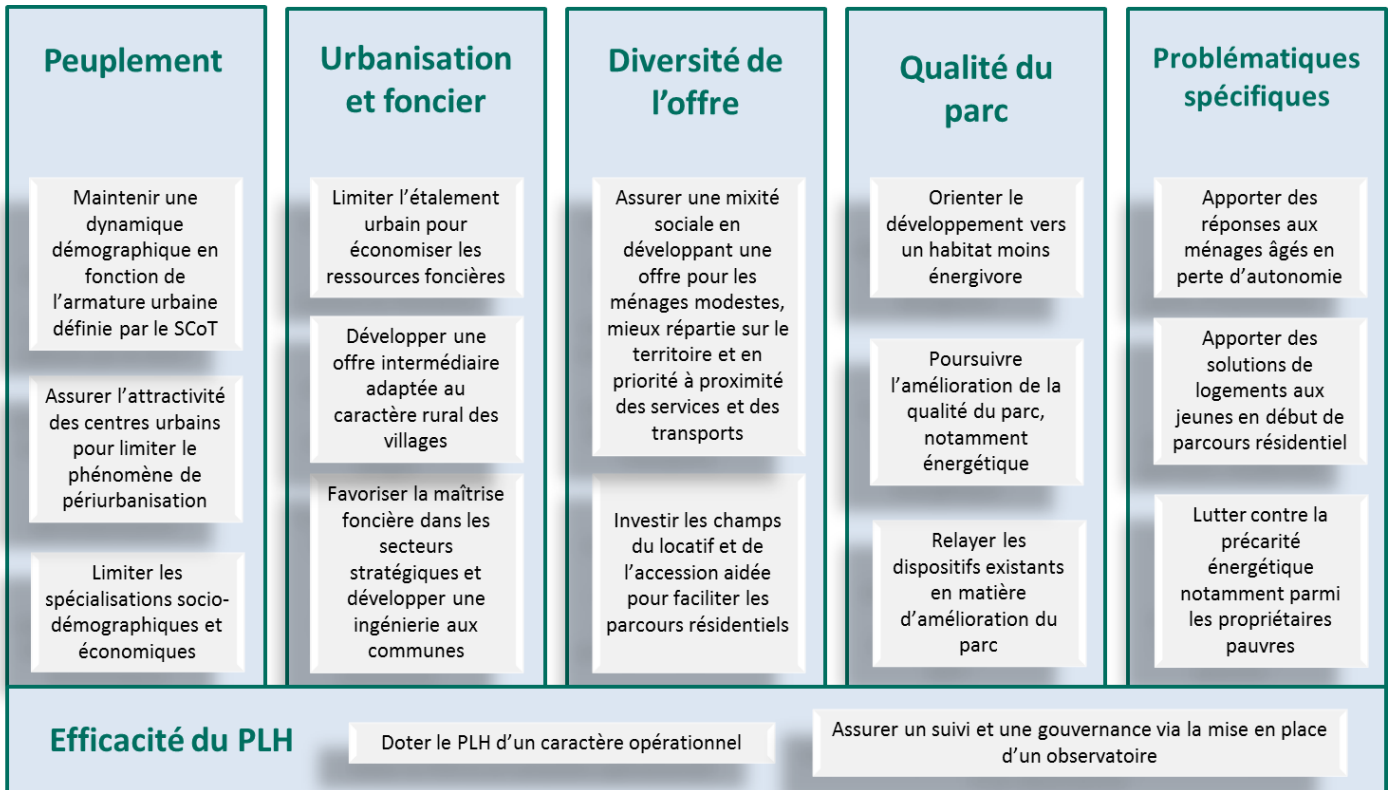 Peuplement
Maintenir une
dynamique
démographique en
fonction de
l’armature urbaine
définie par le SCoT
Assurer l’attractivité
des centres urbains
pour limiter le
phénomène de
périurbanisation
Limiter les
spécialisations socio-
démographiques et
économiques
Urbanisation
et foncier
Limiter l’étalement
urbain pour
économiser les
ressources foncières
Développer une
offre intermédiaire
adaptée au
caractère rural des
villages
Favoriser la maîtrise
foncière dans les
secteurs
stratégiques et
développer une
ingénierie aux
communes
Diversité de
l’offre
Assurer une mixité
sociale en
développant une
offre pour les
ménages modestes,
mieux répartie sur le
territoire et en
priorité à proximité
des services et des
transports
Investir les champs
du locatif et de
l’accession aidée
pour faciliter les
parcours résidentiels
Qualité du
parc
Orienter le
développement vers
un habitat moins
énergivore
Poursuivre
l’amélioration de la
qualité du parc,
notamment
énergétique
Relayer les
dispositifs existants
en matière
d’amélioration du
parc
Problématiques
spécifiques
Apporter des
réponses aux
ménages âgés en
perte d’autonomie
Apporter des
solutions de
logements aux
jeunes en début de
parcours résidentiel
Lutter contre la
précarité
énergétique
notamment parmi
les propriétaires
pauvres
Efficacité du PLH
Doter le PLH d’un caractère opérationnel
Assurer un suivi et une gouvernance via la mise en place
d’un observatoire